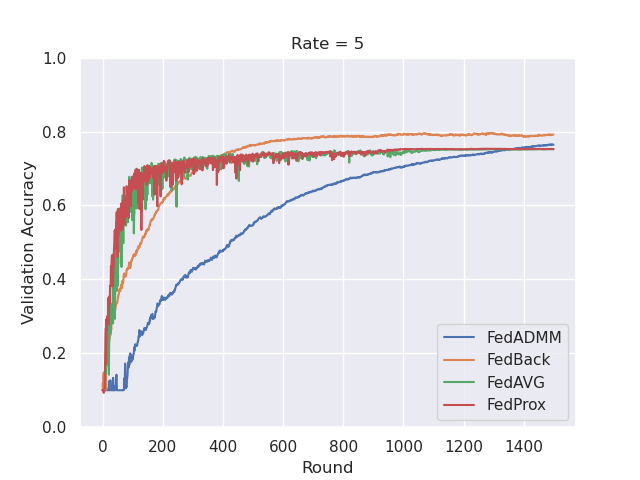 Rate = 5
Validation Accuracy
1.0
0.8
0.6
0.4
0.2
0.0
0 200 400 600 800 1000 1200 1400
Round
FedADMM
FedBack
FedAVG
FedProx